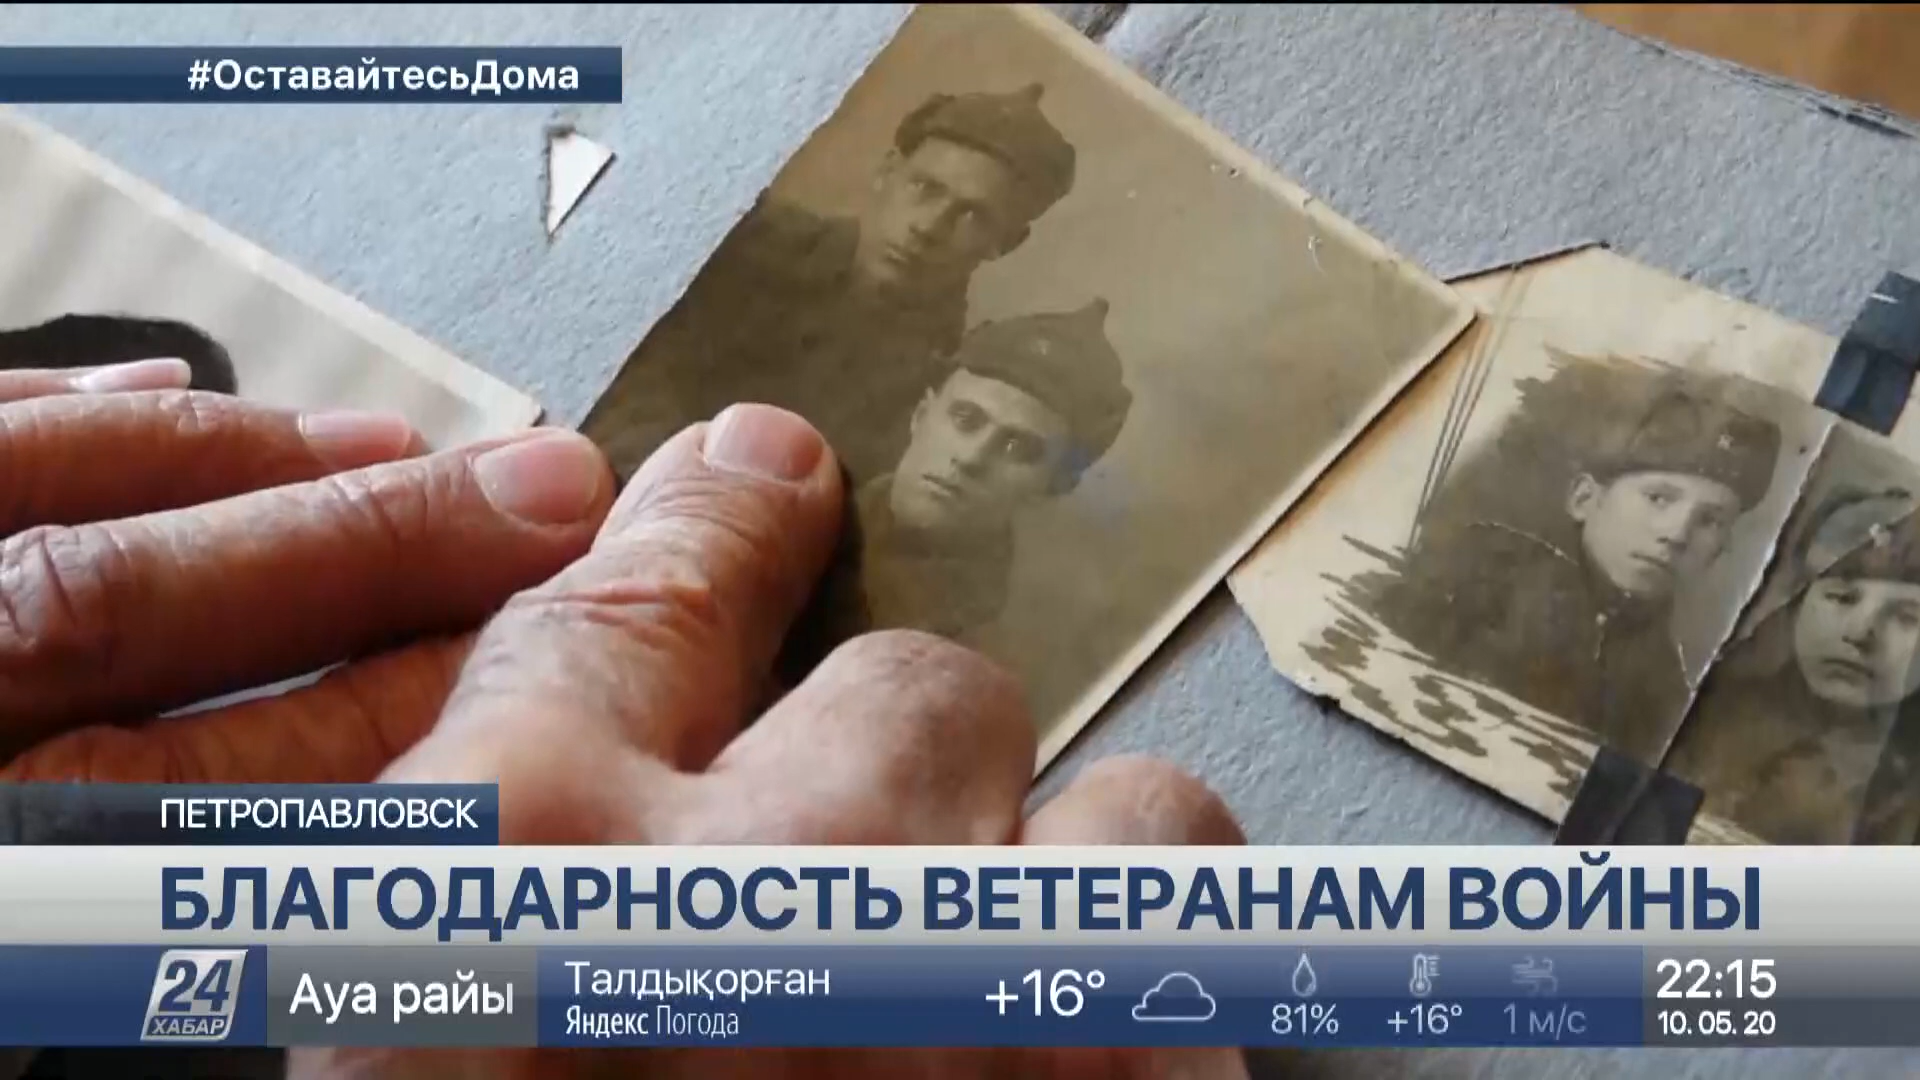 #ОставайтесьДома
ПЕТРОПАВЛОВСК
БЛАГОДАРНОСТЬ ВЕТЕРАНАМ ВОЙНЫ
24 ХАБАР
Ауа райы
Талдықорған
Яндекс Погода
+16°
81%
+16°
1 м/с
22:15
10.05.20